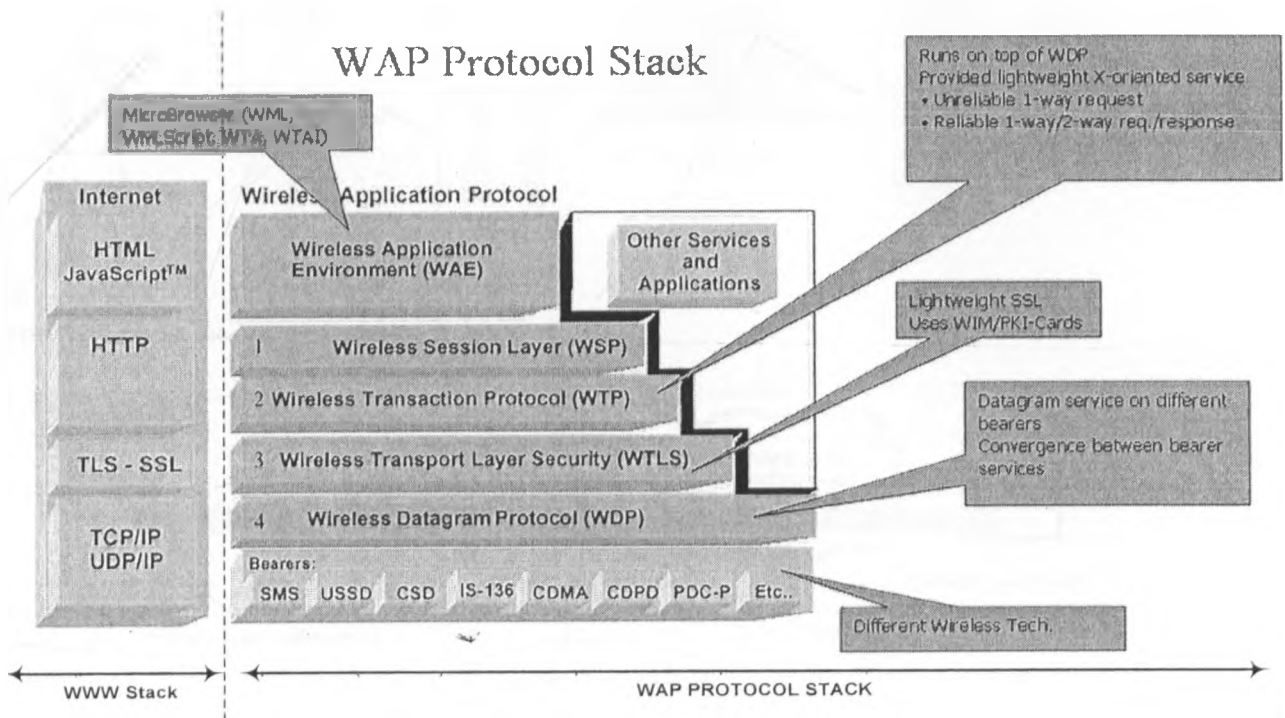 WAP Protocol Stack
MicroBrowser (WML,
WMLScript, WTA, WTAI)
Runs on top of WDP
Provided lightweight X-oriented service
• Unreliable 1-way request
• Reliable 1-way/2-way req./response
Internet
HTML
JavaScript™
HTTP
TLS - SSL
TCP/IP
UDP/IP
Wireless Application Protocol
Wireless Application
Environment (WAE)
Other Services
and
Applications
1 Wireless Session Layer (WSP)
2 Wireless Transaction Protocol (WTP)
3 Wireless Transport Layer Security (WTLS)
4 Wireless Datagram Protocol (WDP)
Bearers:
SMS USSD CSD IS-136 CDMA CDPD PDC-P Etc..
Lightweight SSL
Uses WIM/PKI-Cards
Datagram service on different
bearers
Convergence between bearer
services
Different Wireless Tech.
WWW Stack
WAP PROTOCOL STACK